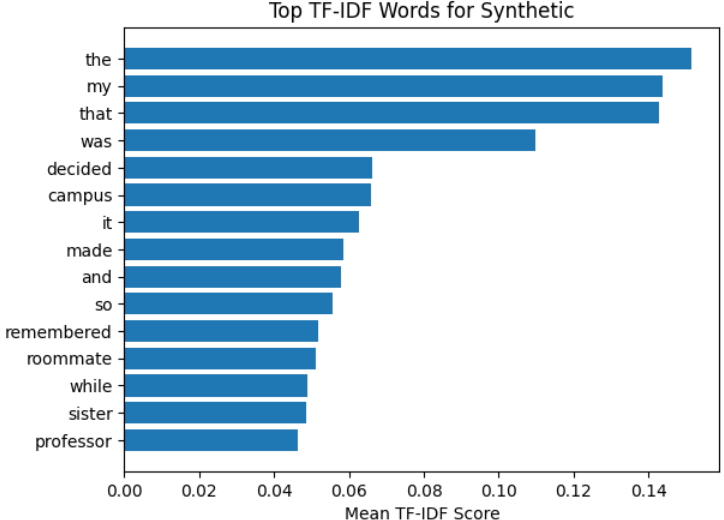 Top TF-IDF Words for Synthetic
the
my
that
was
decided
campus
it
made
and
so
remembered
roommate
while
sister
professor
0.00 0.02 0.04 0.06 0.08 0.10 0.12 0.14
Mean TF-IDF Score